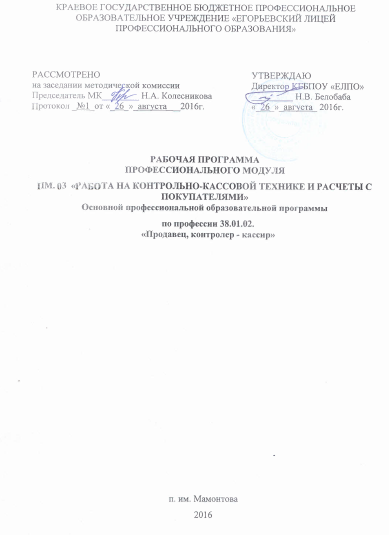 КРАЕВОЕ ГОСУДАРСТВЕННОЕ БЮДЖЕТНОЕ ПРОФЕССИОНАЛЬНОЕ
ОБРАЗОВАТЕЛЬНОЕ УЧРЕЖДЕНИЕ «ЕГОРЬЕВСКИЙ ЛИЦЕЙ
ПРОФЕССИОНАЛЬНОГО ОБРАЗОВАНИЯ»
РАССМОТРЕНО
на заседании методической комиссии
Председатель МК Н.А. Колесникова
Протокол №1 от « 26 » августа 2016г.
УТВЕРЖДАЮ
Директор КГБПОУ «ЕЛПО»
Н.В. Белобаба
« 26 » августа 2016г.
РАБОЧАЯ ПРОГРАММА
ПРОФЕССИОНАЛЬНОГО МОДУЛЯ
ПМ. 03 «РАБОТА НА КОНТРОЛЬНО-КАССОВОЙ ТЕХНИКЕ И РАСЧЕТЫ С
ПОКУПАТЕЛЯМИ»
Основной профессиональной образовательной программы
по профессии 38.01.02.
«Продавец, контролер - кассир»
п. им. Мамонтова
2016